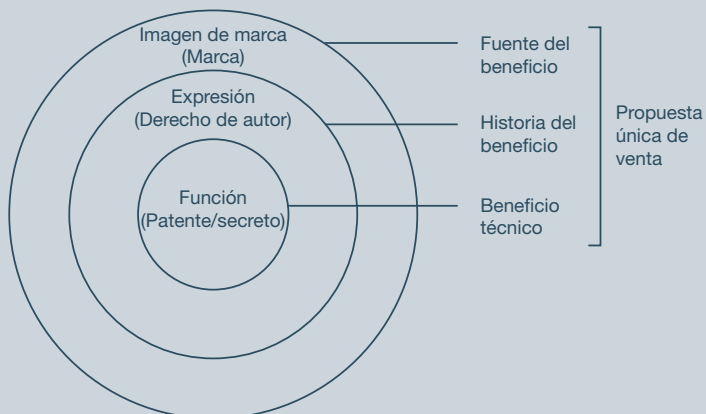 Imagen de marca
(Marca)
Expresión
(Derecho de autor)
Función
(Patente/secreto)
Fuente del
beneficio
Historia del
beneficio
Beneficio
técnico
Propuesta
única de
venta